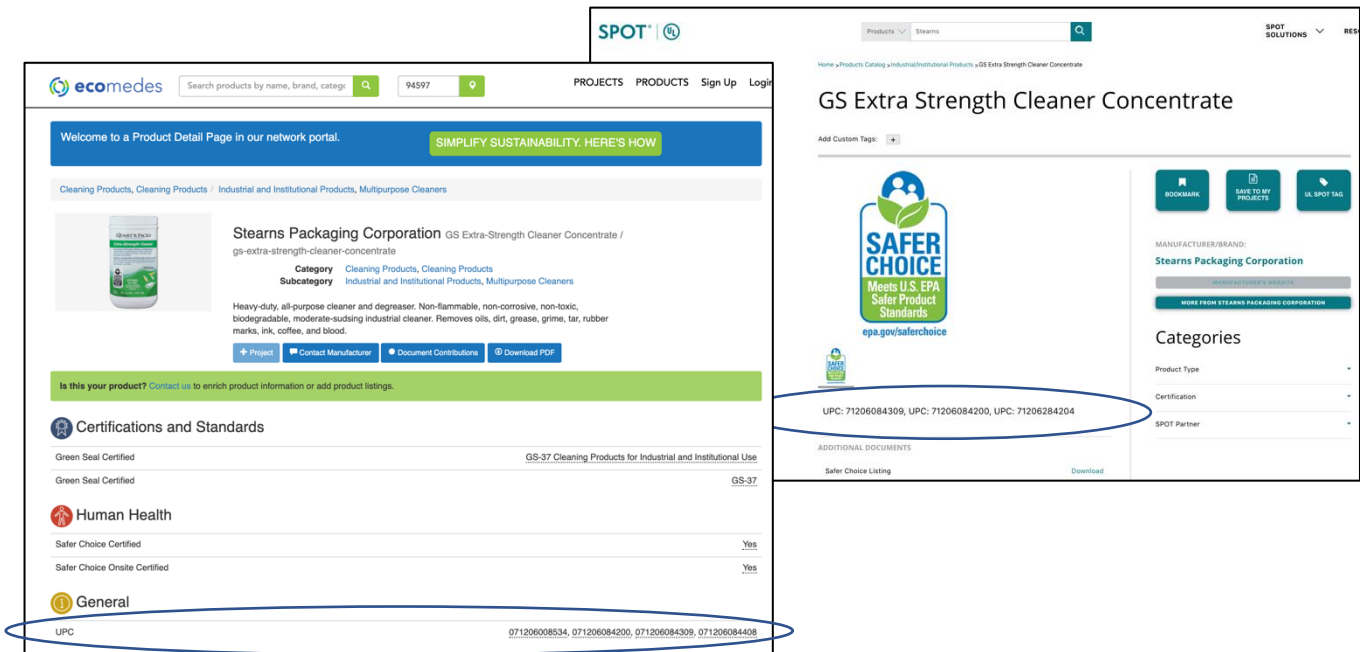 SPOT UL
Products
Stearns
SPOT
SOLUTIONS
RESO
Home > Products Catalog > Industrial/Institutional Products > GS Extra Strength Cleaner Concentrate
GS Extra Strength Cleaner Concentrate
Add Custom Tags: +
SAFER
CHOICE
Meets U.S. EPA
Safer Product
Standards
epa.gov/saferchoice
SAFER
CHOICE
UPC: 71206084309, UPC: 71206084200, UPC: 71206284204
ADDITIONAL DOCUMENTS
Safer Choice Listing Download
BOOKMARK
SAVE TO MY
PROJECTS
UL SPOT TAG
MANUFACTURER/BRAND:
Stearns Packaging Corporation
MANUFACTURER'S WEBSITE
MORE FROM STEARNS PACKAGING CORPORATION
Categories
Product Type
Certification
SPOT Partner
ecomedes
Search products by name, brand, catego
94597
PROJECTS PRODUCTS Sign Up Login
Welcome to a Product Detail Page in our network portal.
SIMPLIFY SUSTAINABILITY. HERE'S HOW
Cleaning Products, Cleaning Products / Industrial and Institutional Products, Multipurpose Cleaners
Stearns Packaging Corporation GS Extra-Strength Cleaner Concentrate /
gs-extra-strength-cleaner-concentrate
Category Cleaning Products, Cleaning Products
Subcategory Industrial and Institutional Products, Multipurpose Cleaners
Heavy-duty, all-purpose cleaner and degreaser. Non-flammable, non-corrosive, non-toxic,
biodegradable, moderate-sudsing industrial cleaner. Removes oils, dirt, grease, grime, tar, rubber
marks, ink, coffee, and blood.
+ Project
Contact Manufacturer
Document Contributions
Download PDF
Is this your product? Contact us to enrich product information or add product listings.
Certifications and Standards
Green Seal Certified GS-37 Cleaning Products for Industrial and Institutional Use
Green Seal Certified GS-37
Human Health
Safer Choice Certified Yes
Safer Choice Onsite Certified Yes
General
UPC 071206008534, 071206084200, 071206084309, 071206084408